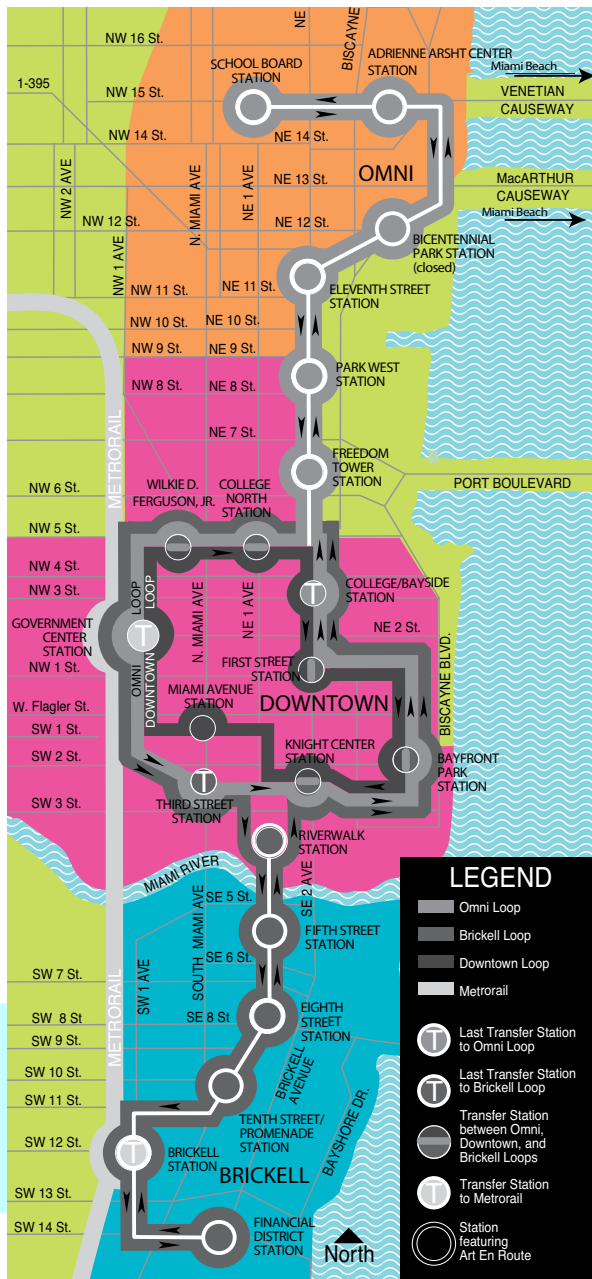 NW 16 St.
NE
BISCAYNE
SCHOOL BOARD
STATION
ADRIENNE ARSHT CENTER
STATION
Miami Beach
1-395
NW 15 St.
VENETIAN
CAUSEWAY
NW 14 St.
NE 14 St.
OMNI
NW 2 AVE
N. MIAMI AVE
NE 1 AVE
NE 13 St.
MacARTHUR
CAUSEWAY
Miami Beach
NW 12 St.
NE 12 St.
NW 1 AVE
BICENTENNIAL
PARK STATION
(closed)
NW 11 St.
NE 11 St.
ELEVENTH STREET
STATION
NW 10 St.
NE 10 St.
NW 9 St.
NE 9 St.
PARK WEST
STATION
NW 8 St.
NE 8 St.
NE 7 St.
METRORAIL
FREEDOM
TOWER
STATION
PORT BOULEVARD
WILKIE D.
FERGUSON, JR.
COLLEGE
NORTH
STATION
NW 6 St.
NW 5 St.
NW 4 St.
NW 3 St.
COLLEGE/BAYSIDE
STATION
OMNI LOOP
DOWNTOWN LOOP
N. MIAMI AVE
NE 1 AVE
T
T
GOVERNMENT
CENTER
STATION
NE 2 St.
BISCAYNE BLVD.
NW 1 St.
FIRST STREET
STATION
MIAMI AVENUE
STATION
DOWNTOWN
W. Flagler St.
SW 1 St.
SW 2 St.
KNIGHT CENTER
STATION
BAYFRONT
PARK
STATION
T
THIRD STREET
STATION
SW 3 St.
RIVERWALK
STATION
MIAMI RIVER
SE 5 St.
SE 2 AVE
SOUTH MIAMI AVE
FIFTH STREET
STATION
SE 6 St.
SW 1 AVE
METRORAIL
SW 7 St.
SW 8 St
SE 8 St
EIGHTH
STREET
STATION
SW 9 St.
SW 10 St.
BRICKELL
AVENUE
SW 11 St.
TENTH STREET/
PROMENADE STATION
BAYSHORE DR.
SW 12 St.
T
BRICKELL
STATION
BRICKELL
SW 13 St.
SW 14 St.
FINANCIAL
DISTRICT
STATION
North
LEGEND
Omni Loop
Brickell Loop
Downtown Loop
Metrorail
T
Last Transfer Station
to Omni Loop
T
Last Transfer Station
to Brickell Loop
Transfer Station
between Omni,
Downtown, and
Brickell Loops
T
Transfer Station
to Metrorail
Station
featuring
Art En Route